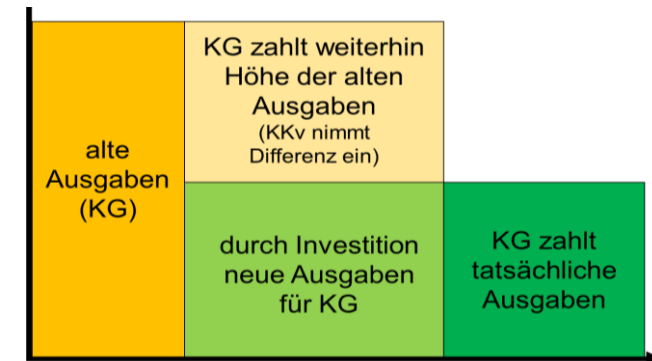 alte
Ausgaben
(KG)
KG zahlt weiterhin
Höhe der alten
Ausgaben
(KKv nimmt
Differenz ein)
durch Investition
neue Ausgaben
für KG
KG zahlt
tatsächliche
Ausgaben